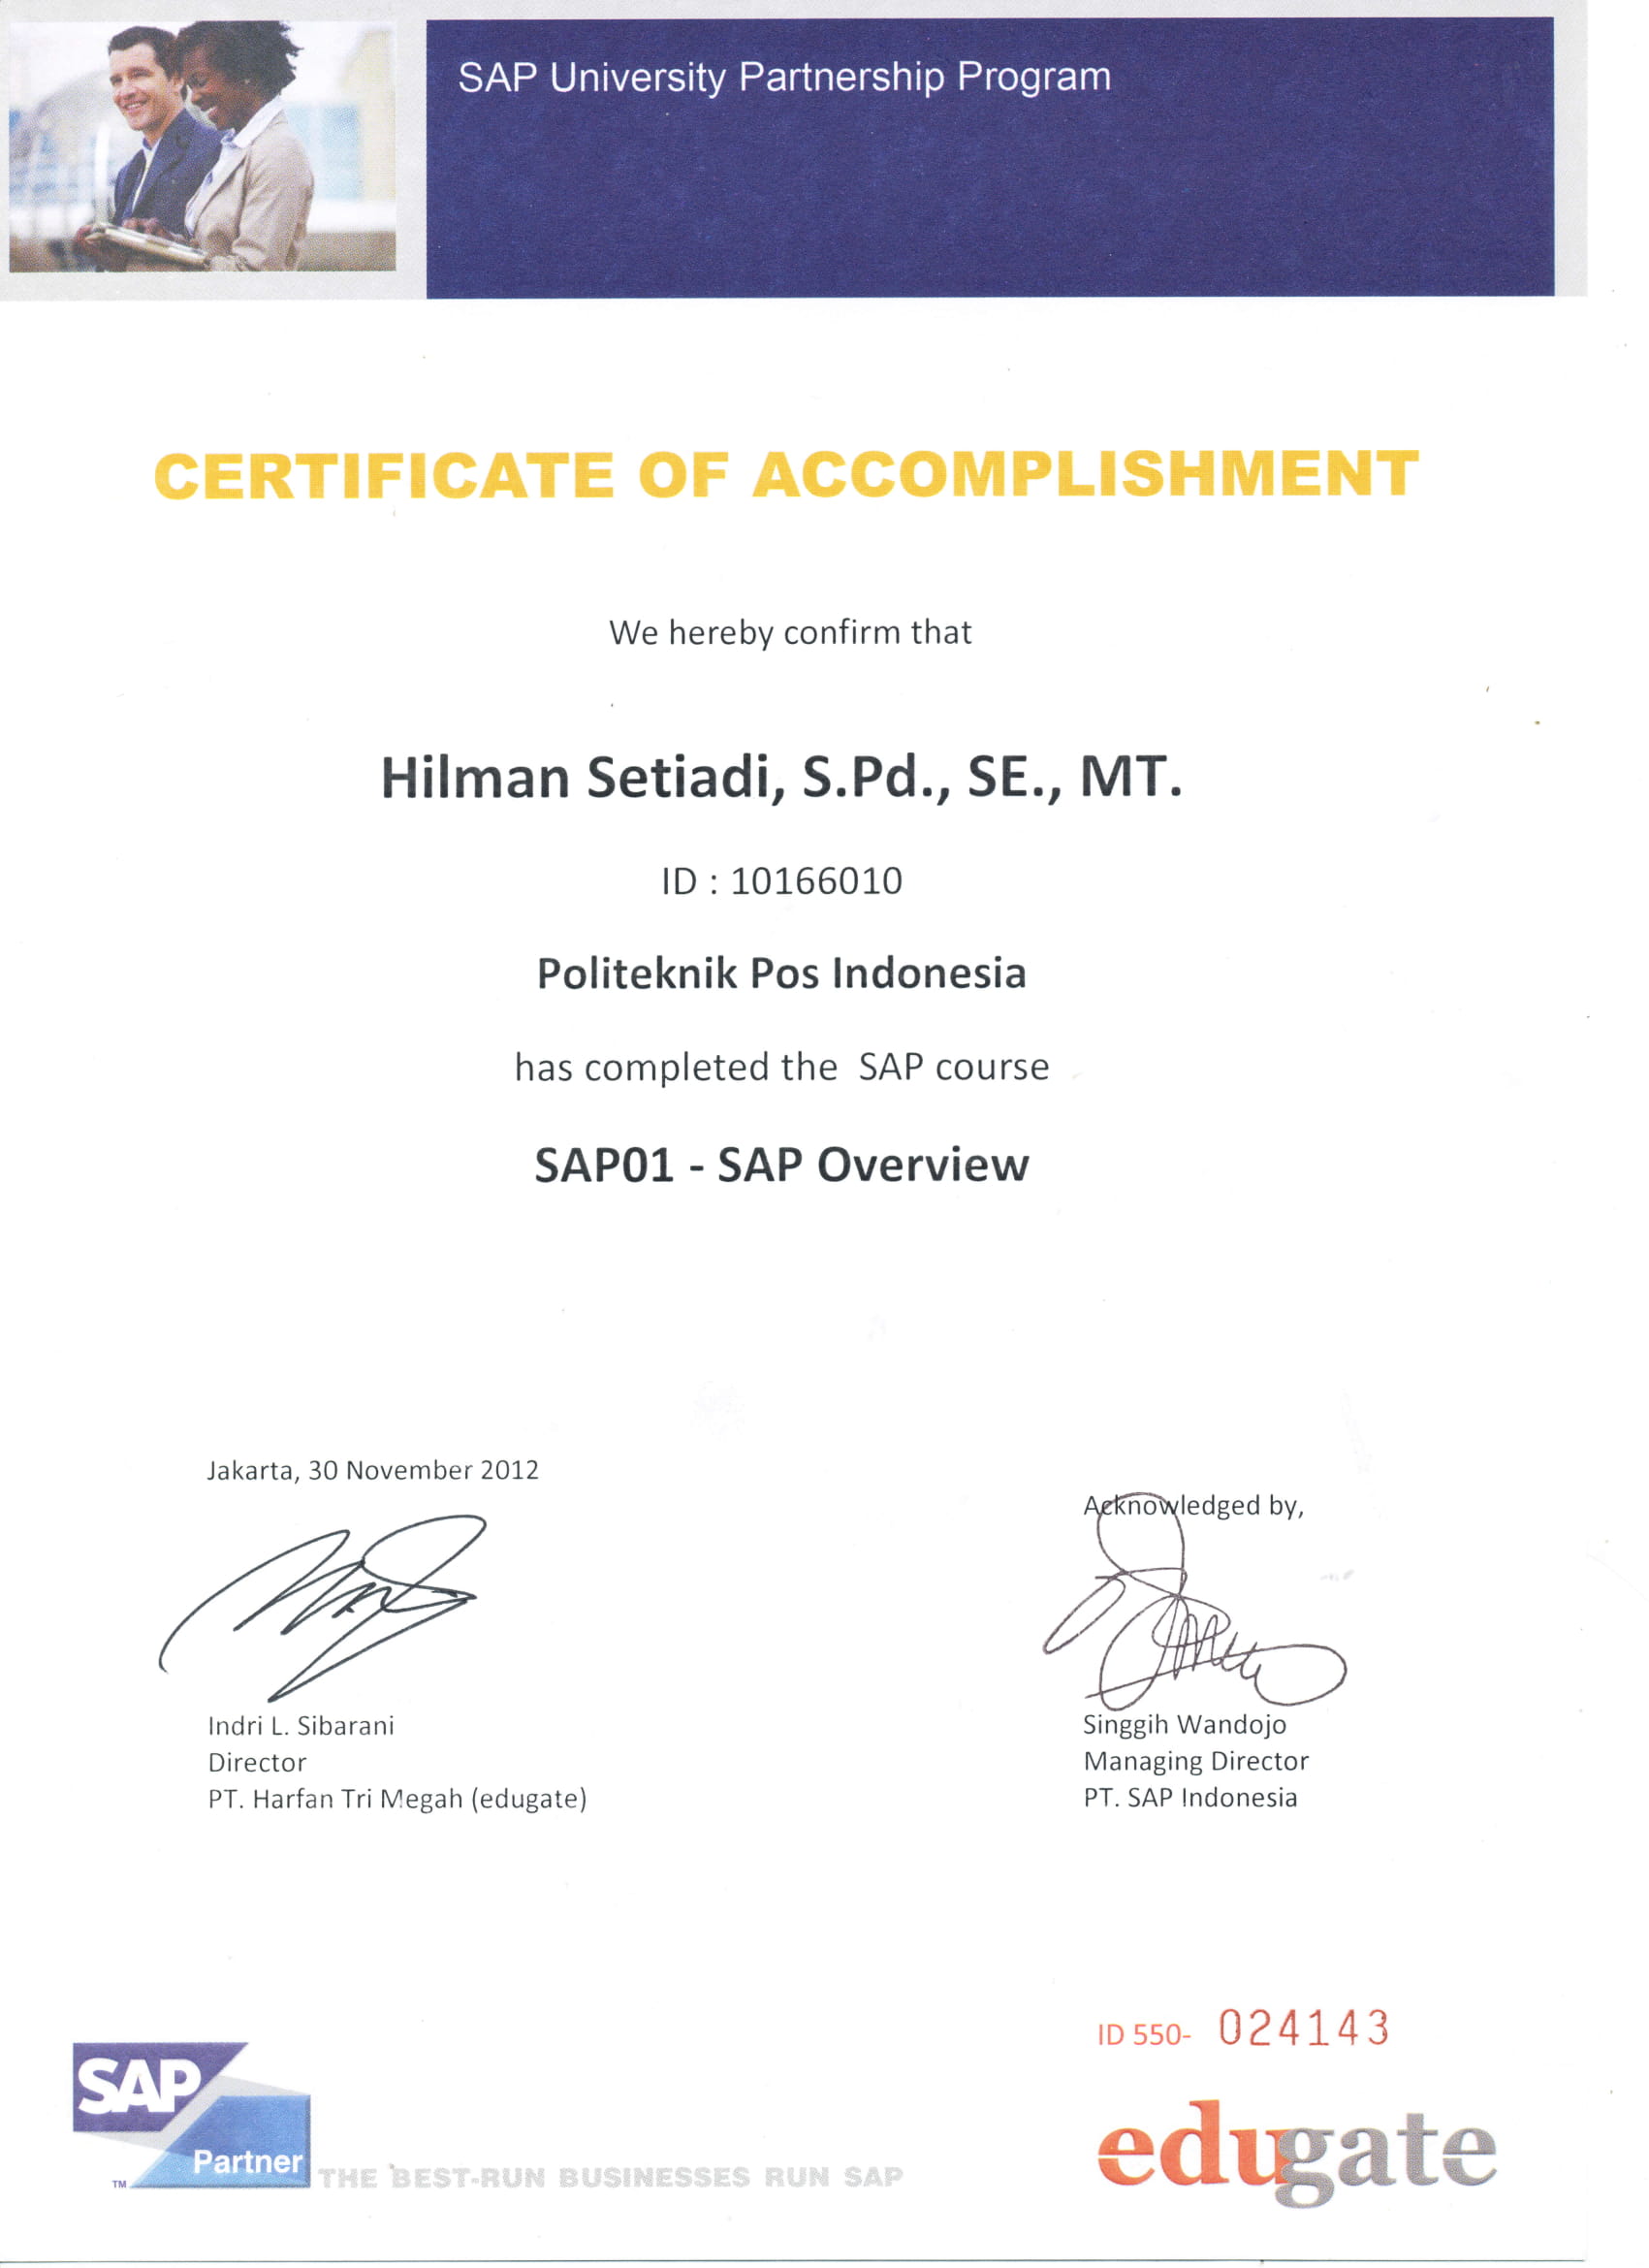 SAP University Partnership Program
CERTIFICATE OF ACCOMPLISHMENT
We hereby confirm that
Hilman Setiadi, S.Pd., SE., MT.
ID : 10166010
Politeknik Pos Indonesia
has completed the SAP course
SAP01 - SAP Overview
Jakarta, 30 November 2012
Acknowledged by,
Indri L. Sibarani
Director
PT. Harfan Tri Megah (edugate)
Singgih Wandojo
Managing Director
PT. SAP Indonesia
ID 550- 024143
SAP
Partner
TM
THE BEST-RUN BUSINESSES RUN SAP
edugate